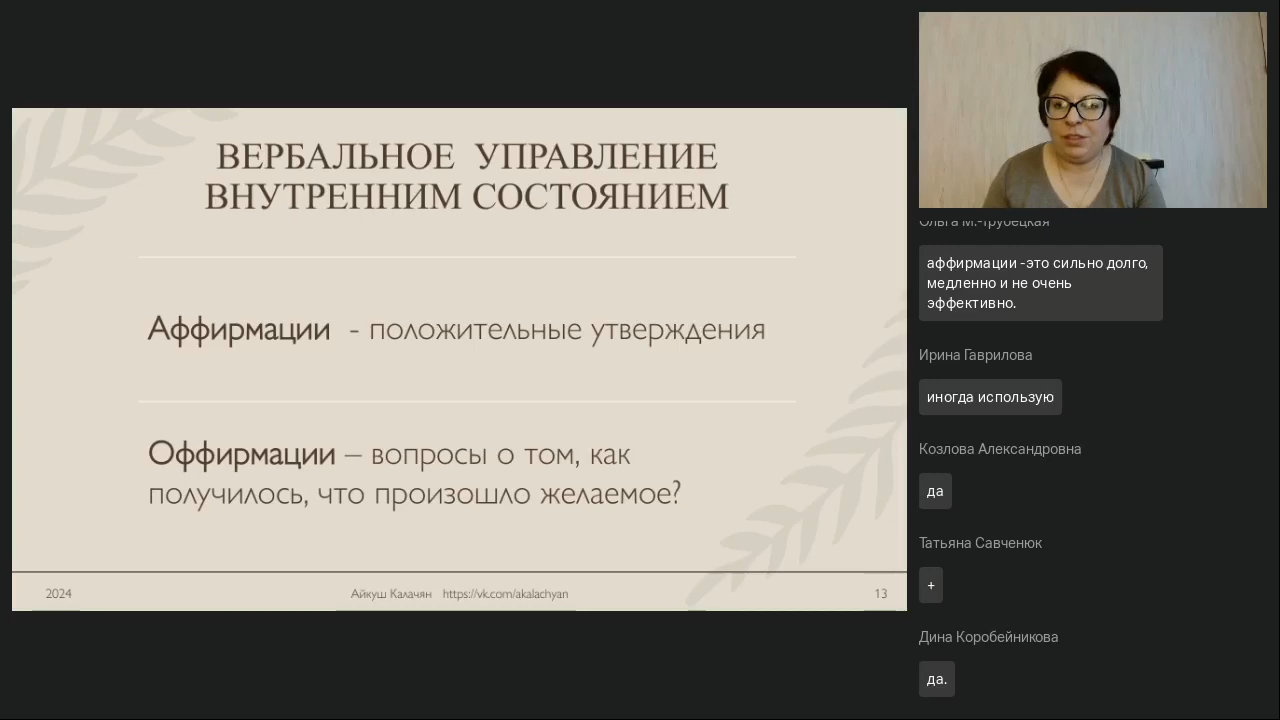 ВЕРБАЛЬНОЕ УПРАВЛЕНИЕ
ВНУТРЕННИМ СОСТОЯНИЕМ
Аффирмации - положительные утверждения
Оффирмации – вопросы о том, как
получилось, что произошло желаемое?
2024
Айкуш Калачян https://vk.com/akalachyan
13
Ольга М.-Трубецкая
аффирмации -это сильно долго,
медленно и не очень
эффективно.
Ирина Гаврилова
иногда использую
Козлова Александровна
да
Татьяна Савченюк
+
Дина Коробейникова
да.